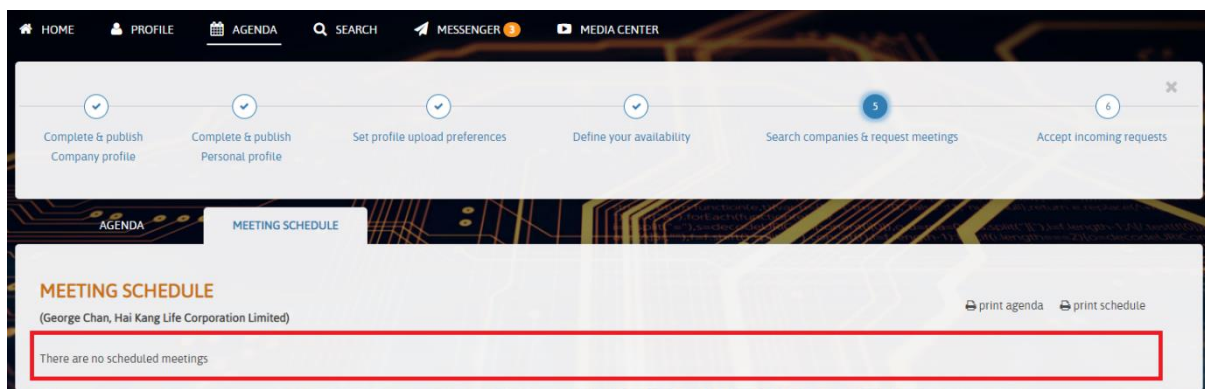 HOME PROFILE AGENDA SEARCH MESSENGER 3 MEDIA CENTER
5 6
Complete & publish Company profile
Complete & publish Personal profile
Set profile upload preferences
Define your availability
Search companies & request meetings
Accept incoming requests
AGENDA MEETING SCHEDULE
MEETING SCHEDULE
print agenda print schedule
(George Chan, Hai Kang Life Corporation Limited)
There are no scheduled meetings